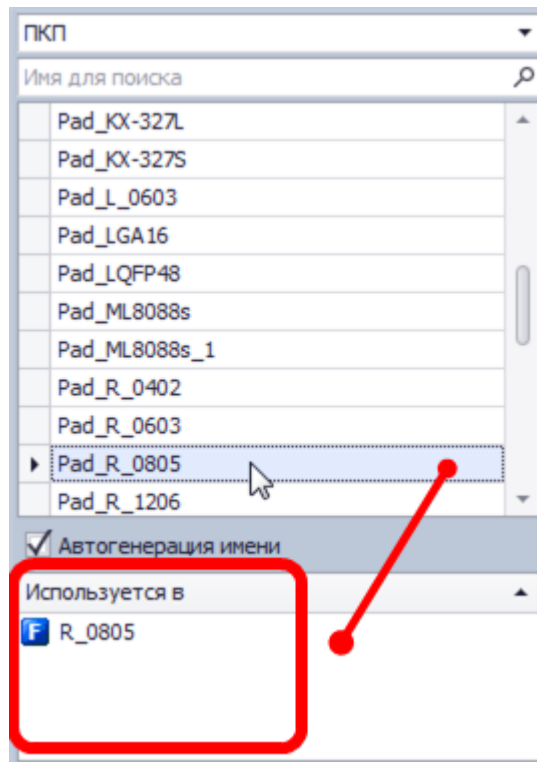 ПКП
Имя для поиска
Pad_KX-327L
Pad_KX-327S
Pad_L_0603
Pad_LGA16
Pad_LQFP48
Pad_ML8088s
Pad_ML8088s_1
Pad_R_0402
Pad_R_0603
Pad_R_0805
Pad_R_1206
Автогенерация имени
Используется в
F R_0805